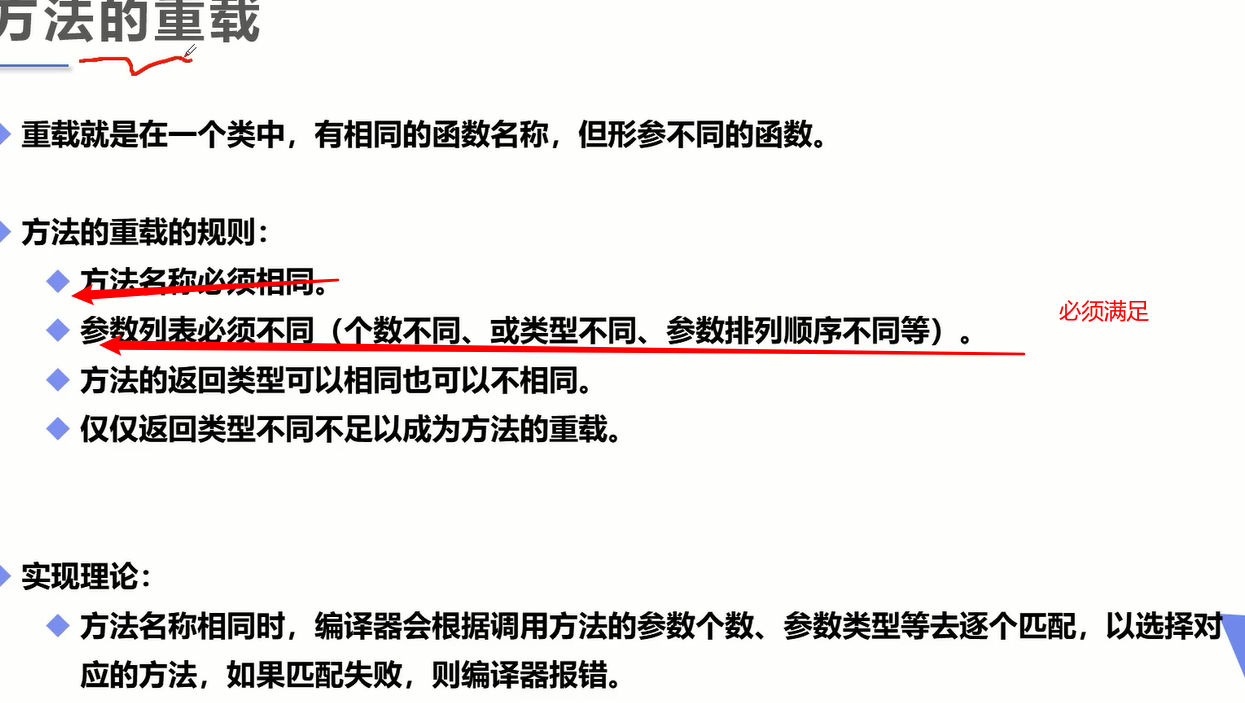 方法的重载
重载就是在一个类中，有相同的函数名称，但形参不同的函数。
方法的重载的规则：
方法名称必须相同。
参数列表必须不同（个数不同、或类型不同、参数排列顺序不同等）。
必须满足
方法的返回类型可以相同也可以不相同。
仅仅返回类型不同不足以成为方法的重载。
实现理论：
方法名称相同时，编译器会根据调用方法的参数个数、参数类型等去逐个匹配，以选择对
应的方法，如果匹配失败，则编译器报错。